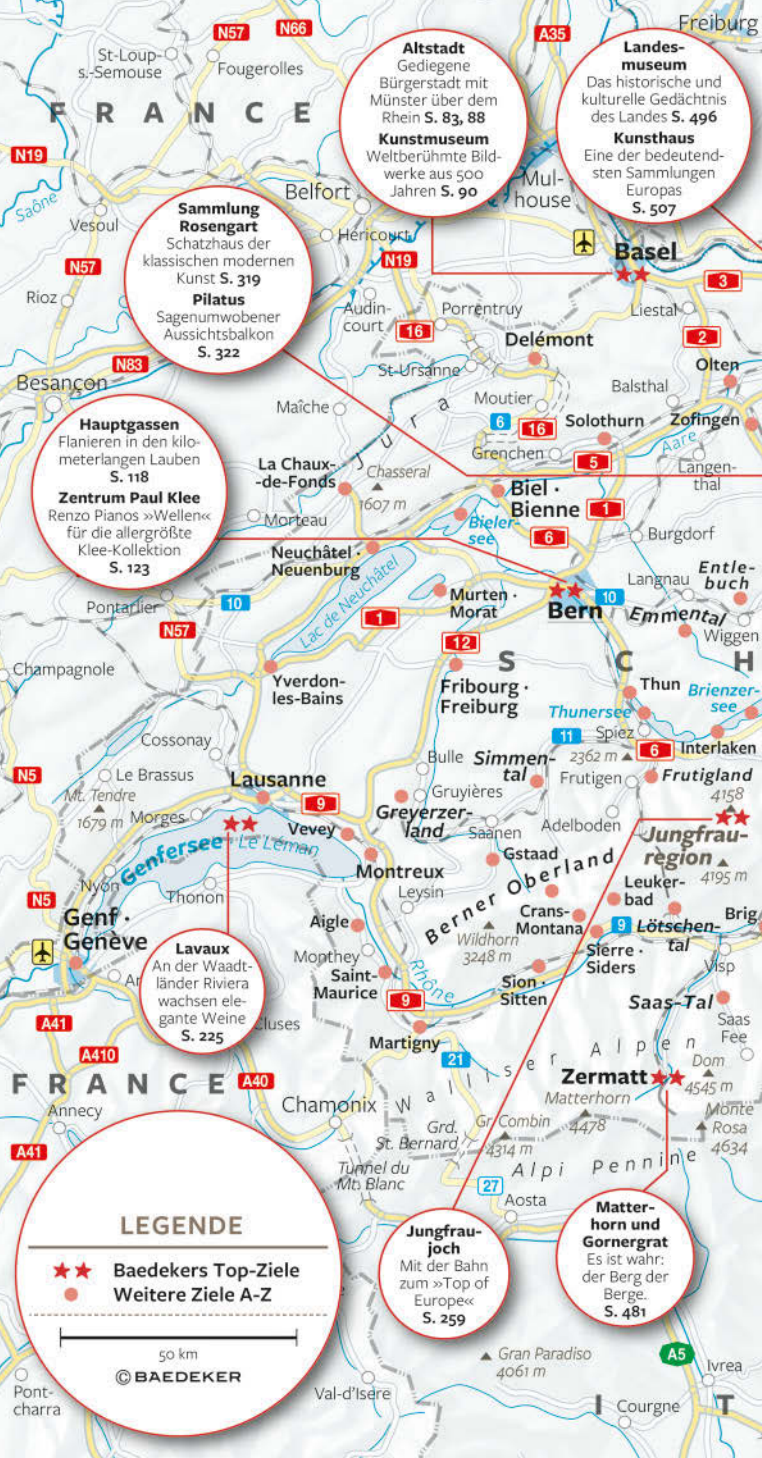 Freiburg
N57
N66
A35
St-Loup-
s.-Semouse
Fougerolles
Altstadt
Gediegene
Bürgerstadt mit
Münster über dem
Rhein S. 83, 88
Kunstmuseum
Weltberühmte Bild-
werke aus 500
Jahren S. 90
Landes-
museum
Das historische und
kulturelle Gedächtnis
des Landes S. 496
Kunsthaus
Eine der bedeutend-
sten Sammlungen
Europas
S. 507
FRANCE
N19
Saône
Vesoul
Belfort
Mul-
house
Héricourt
N19
Basel
3
Sammlung
Rosengart
Schatzhaus der
klassischen modernen
Kunst S. 319
Pilatus
Sagenumwobener
Aussichtsbalkon
S. 322
N57
Rioz
Audin-
court
Porrentruy
Liestal
16
2
Delémont
N83
St-Ursanne
Olten
Besançon
Maîche
Moutier
Balsthal
6
16
Solothurn
Zofingen
Jura
Aare
Hauptgassen
Flanieren in den kilo-
meterlangen Lauben
S. 118
Zentrum Paul Klee
Renzo Pianos »Wellen«
für die allergrößte
Klee-Kollektion
S. 123
Grenchen
5
Langen-
thal
La Chaux-
-de-Fonds
Chasseral
1607 m
Biel ·
Bienne
1
Morteau
Bieler-
see
6
Burgdorf
Neuchâtel ·
Neuenburg
Entle-
buch
Langnau
Pontarlier
10
Lac de Neuchâtel
Murten ·
Morat
Bern
10
Emmental
Wiggen
N57
1
12
SCH
Champagnole
Yverdon-
les-Bains
Fribourg ·
Freiburg
Thun
Brienzer-
see
Thunersee
Spiez
11
Cossonay
Bulle
Simmen-
tal
2362 m
6
Interlaken
N5
Le Brassus
Lausanne
Gruyères
Frutigen
Frutigland
Mt. Tendre
1679 m
Morges
9
Greyerzer-
land
4158
Vevey
Saanen
Adelboden
Jungfrau-
region
4195 m
Genfersee
Le Léman
Montreux
Gstaad
Nyon
Thonon
Leysin
Berner Oberland
Leuker-
bad
N5
Genf ·
Genève
Aigle
Crans-
Montana
9
Lötschen-
tal
Brig
Wildhorn
3248 m
Lavaux
An der Waadt-
länder Riviera
wachsen ele-
gante Weine
S. 225
Monthey
Saint-
Maurice
Rhône
Sierre ·
Siders
Visp
9
Sion ·
Sitten
Saas-Tal
Saas
Fee
A41
Cluses
Martigny
A410
21
Walliser Alpen
Dom
4545 m
FRANCE
A40
Zermatt
Annecy
Chamonix
Matterhorn
4478
Monte
Rosa
4634
A41
Grd.
St. Bernard
Gr. Combin
4314 m
Tunnel du
Mt. Blanc
Alpi Pennine
27
Aosta
LEGENDE
Baedekers Top-Ziele
Weitere Ziele A-Z
50 km
© BAEDEKER
Jungfrau-
joch
Mit der Bahn
zum »Top of
Europe«
S. 259
Matter-
horn und
Gornergrat
Es ist wahr:
der Berg der
Berge.
S. 481
Gran Paradiso
4061 m
A5
Ivrea
Pont-
charra
Val-d'Isere
Courgne
IT